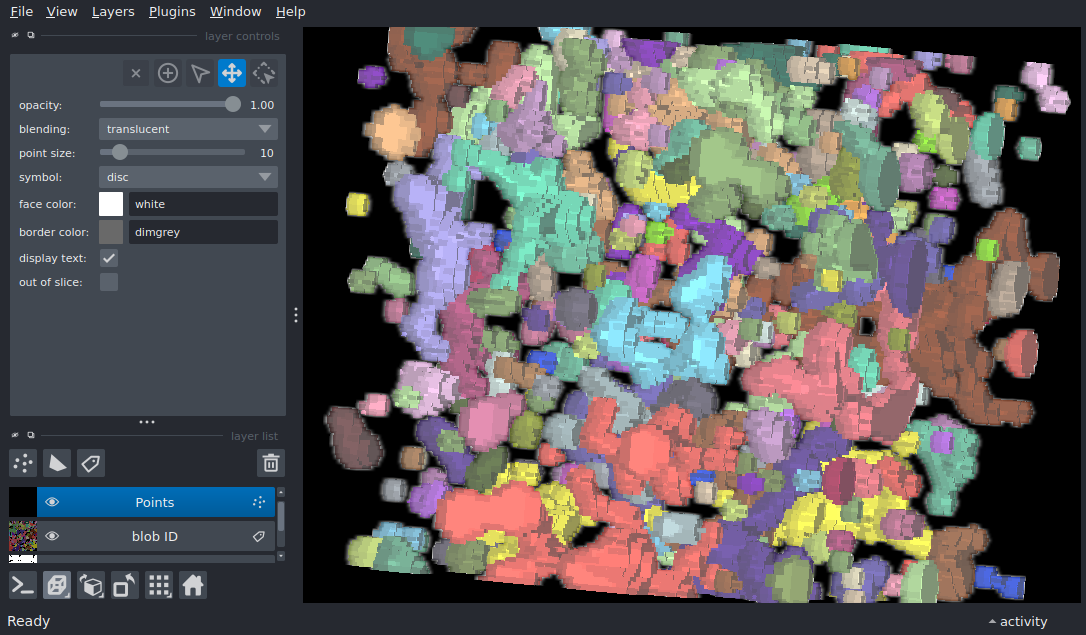 File View Layers Plugins Window Help
layer controls
opacity: 1.00
blending: translucent
point size: 10
symbol: disc
face color: white
border color: dimgrey
display text:
out of slice:
layer list
Points
blob ID
Ready
activity